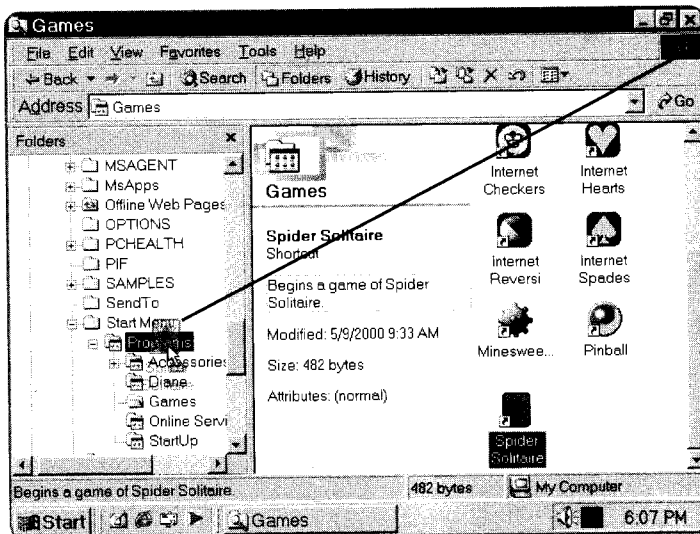 Games
File Edit View Favorites Tools Help
Back Search Folders History
Address Games Go
Folders
MSAGENT
MsApps
Offline Web Pages
OPTIONS
PCHEALTH
PIF
SAMPLES
SendTo
Start Menu
Programs
Accessories
Diane
Games
Online Servi
StartUp
Games
Spider Solitaire
Shortcut
Begins a game of Spider
Solitaire.
Modified: 5/9/2000 9:33 AM
Size: 482 bytes
Attributes: (normal)
Internet
Checkers
Internet
Hearts
Internet
Reversi
Internet
Spades
Mineswee...
Pinball
Spider
Solitaire
Begins a game of Spider Solitaire.
482 bytes
My Computer
Start
Games
6:07 PM